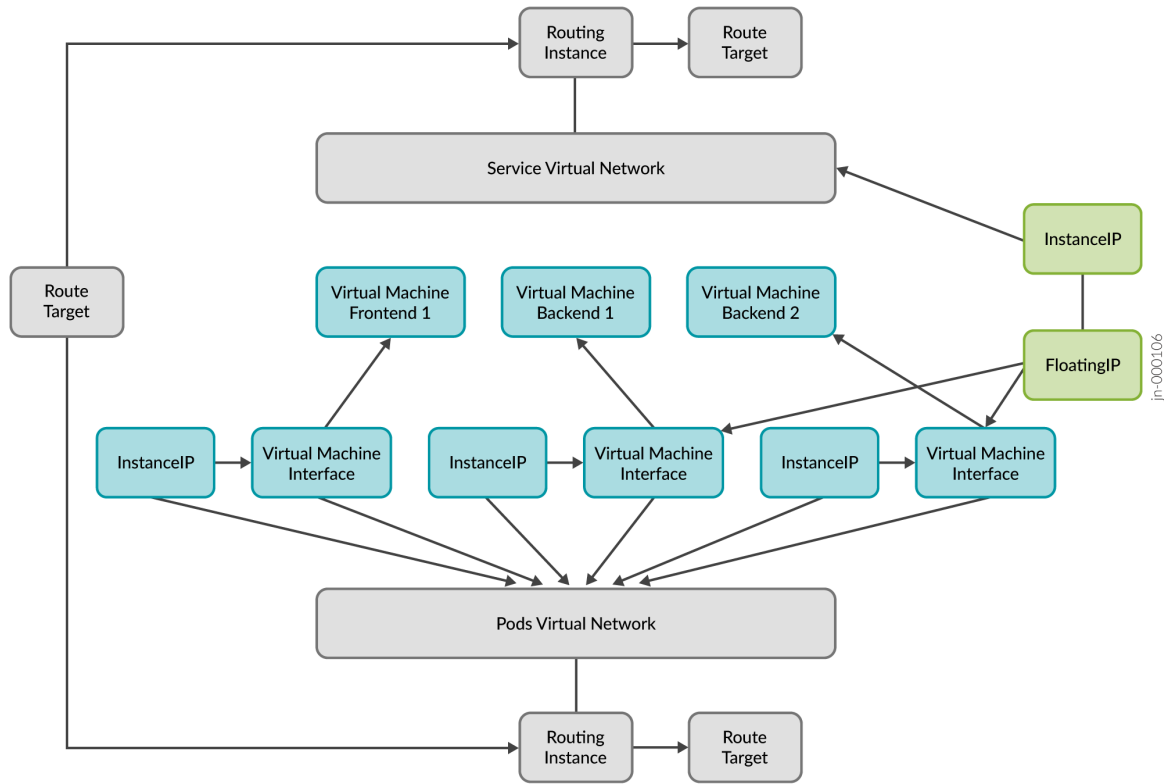 Routing
Instance
Route
Target
Service Virtual Network
InstanceIP
Route
Target
Virtual Machine
Frontend 1
Virtual Machine
Backend 1
Virtual Machine
Backend 2
FloatingIP
jn-000106
InstanceIP
Virtual Machine
Interface
InstanceIP
Virtual Machine
Interface
InstanceIP
Virtual Machine
Interface
Pods Virtual Network
Routing
Instance
Route
Target